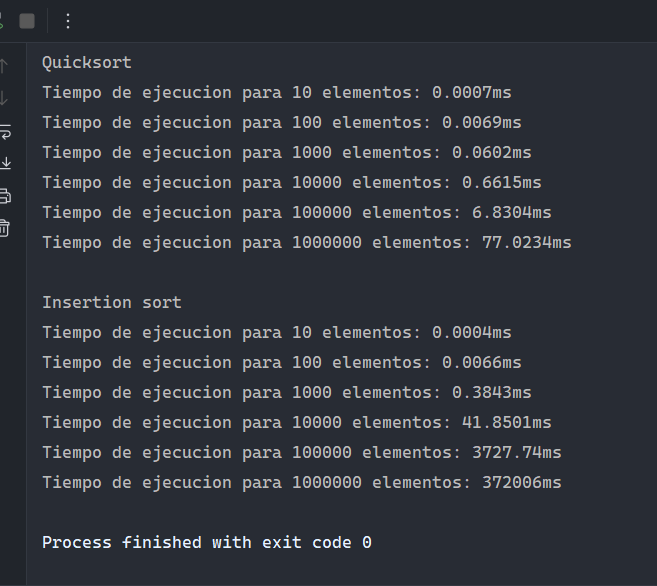 Quicksort
Tiempo de ejecucion para 10 elementos: 0.0007ms
Tiempo de ejecucion para 100 elementos: 0.0069ms
Tiempo de ejecucion para 1000 elementos: 0.0602ms
Tiempo de ejecucion para 10000 elementos: 0.6615ms
Tiempo de ejecucion para 100000 elementos: 6.8304ms
Tiempo de ejecucion para 1000000 elementos: 77.0234ms
Insertion sort
Tiempo de ejecucion para 10 elementos: 0.0004ms
Tiempo de ejecucion para 100 elementos: 0.0066ms
Tiempo de ejecucion para 1000 elementos: 0.3843ms
Tiempo de ejecucion para 10000 elementos: 41.8501ms
Tiempo de ejecucion para 100000 elementos: 3727.74ms
Tiempo de ejecucion para 1000000 elementos: 372006ms
Process finished with exit code 0